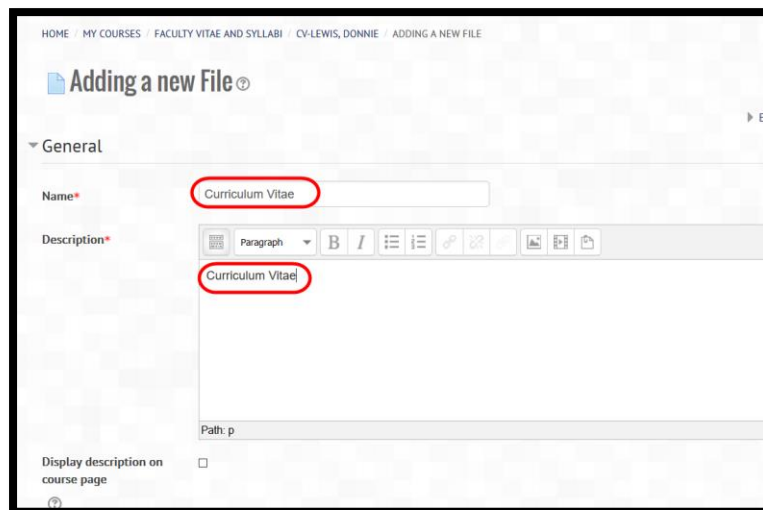 HOME / MY COURSES / FACULTY VITAE AND SYLLABI / CV-LEWIS, DONNIE / ADDING A NEW FILE
Adding a new File
General
Name*
Curriculum Vitae
Description*
Paragraph
B I
Curriculum Vitae
Path: p
Display description on
course page